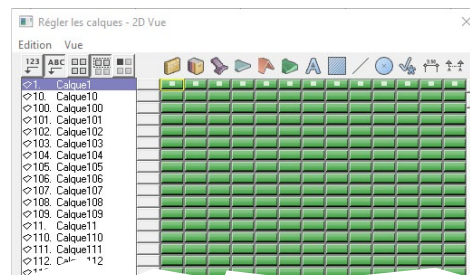 Régler les calques - 2D Vue
Edition Vue
123 ABC A
1. Calque1
10. Calque10
100. Calque100
101. Calque101
102. Calque102
103. Calque103
104. Calque104
105. Calque105
106. Calque106
107. Calque107
108. Calque108
109. Calque109
11. Calque11
110. Calque110
111. Calque111
112.